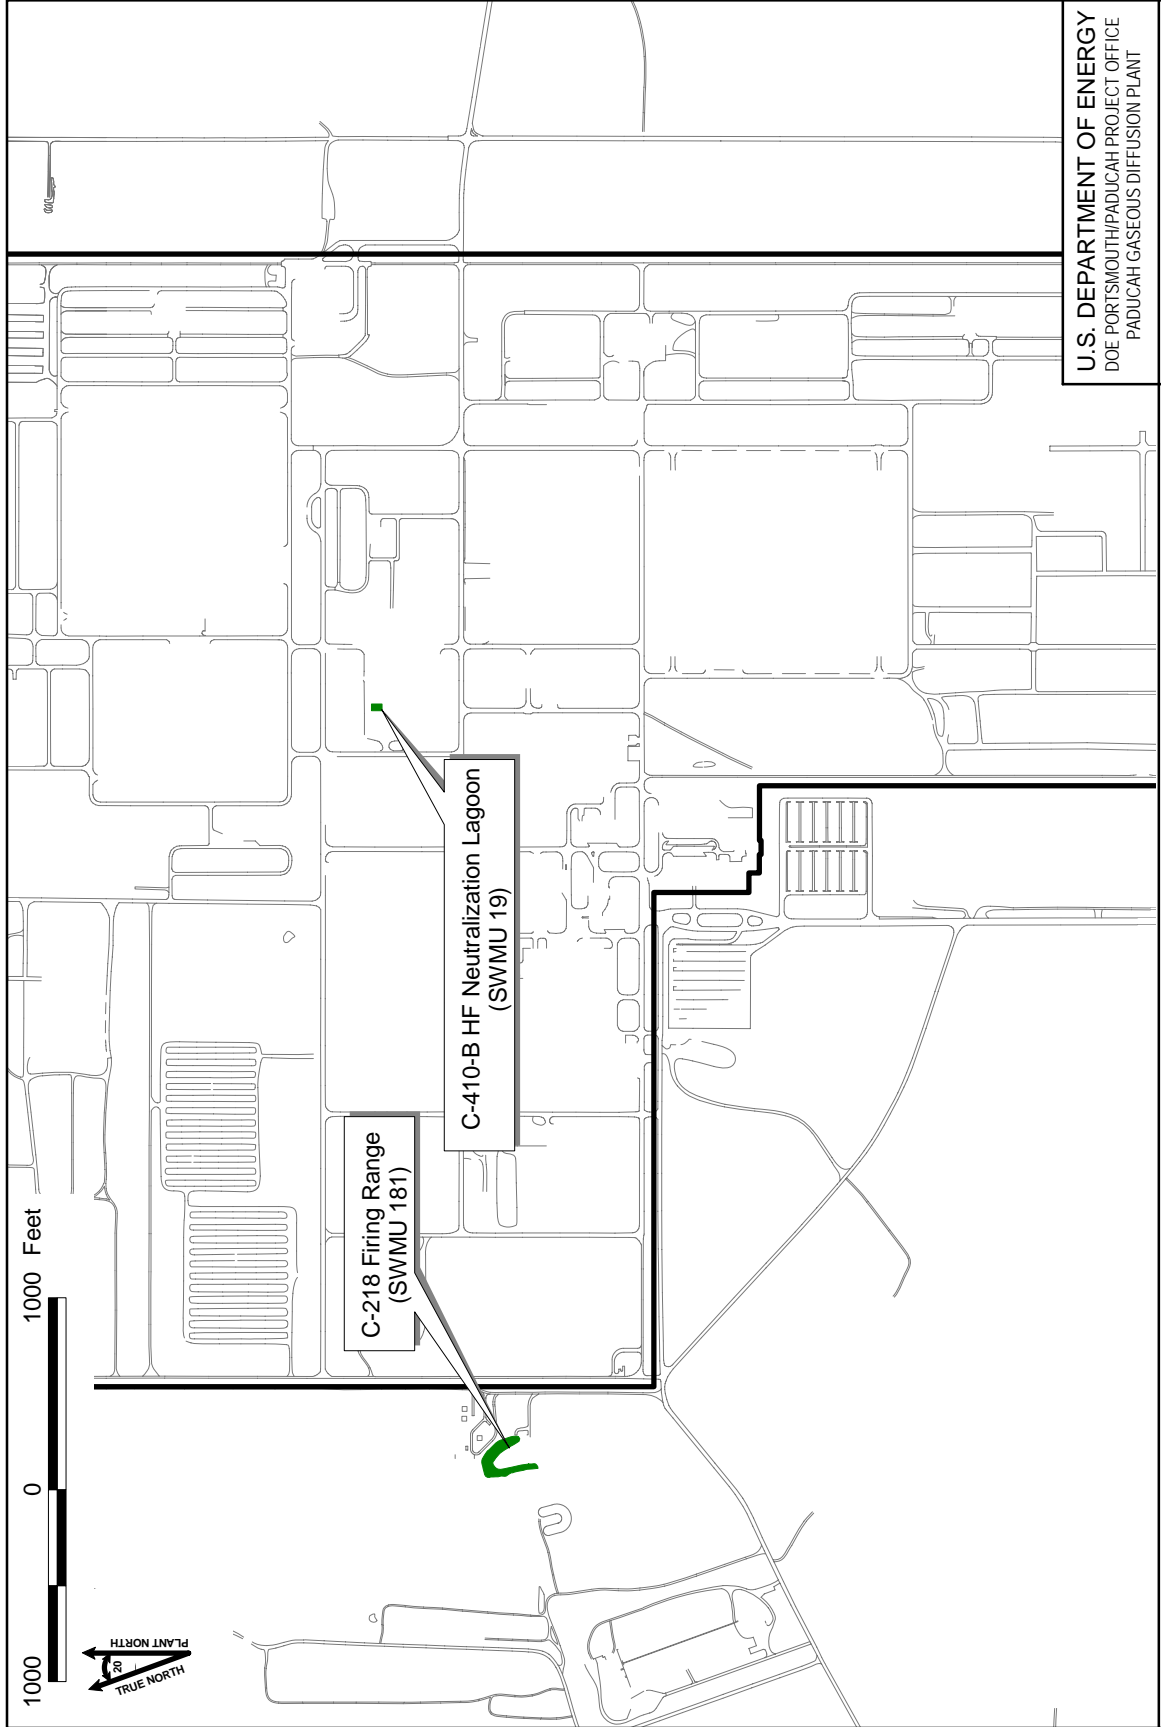 1000 0 1000 Feet
PLANT NORTH
20
TRUE NORTH
C-218 Firing Range
(SWMU 181)
C-410-B HF Neutralization Lagoon
(SWMU 19)
U.S. DEPARTMENT OF ENERGY
DOE PORTSMOUTH/PADUCAH PROJECT OFFICE
PADUCAH GASEOUS DIFFUSION PLANT